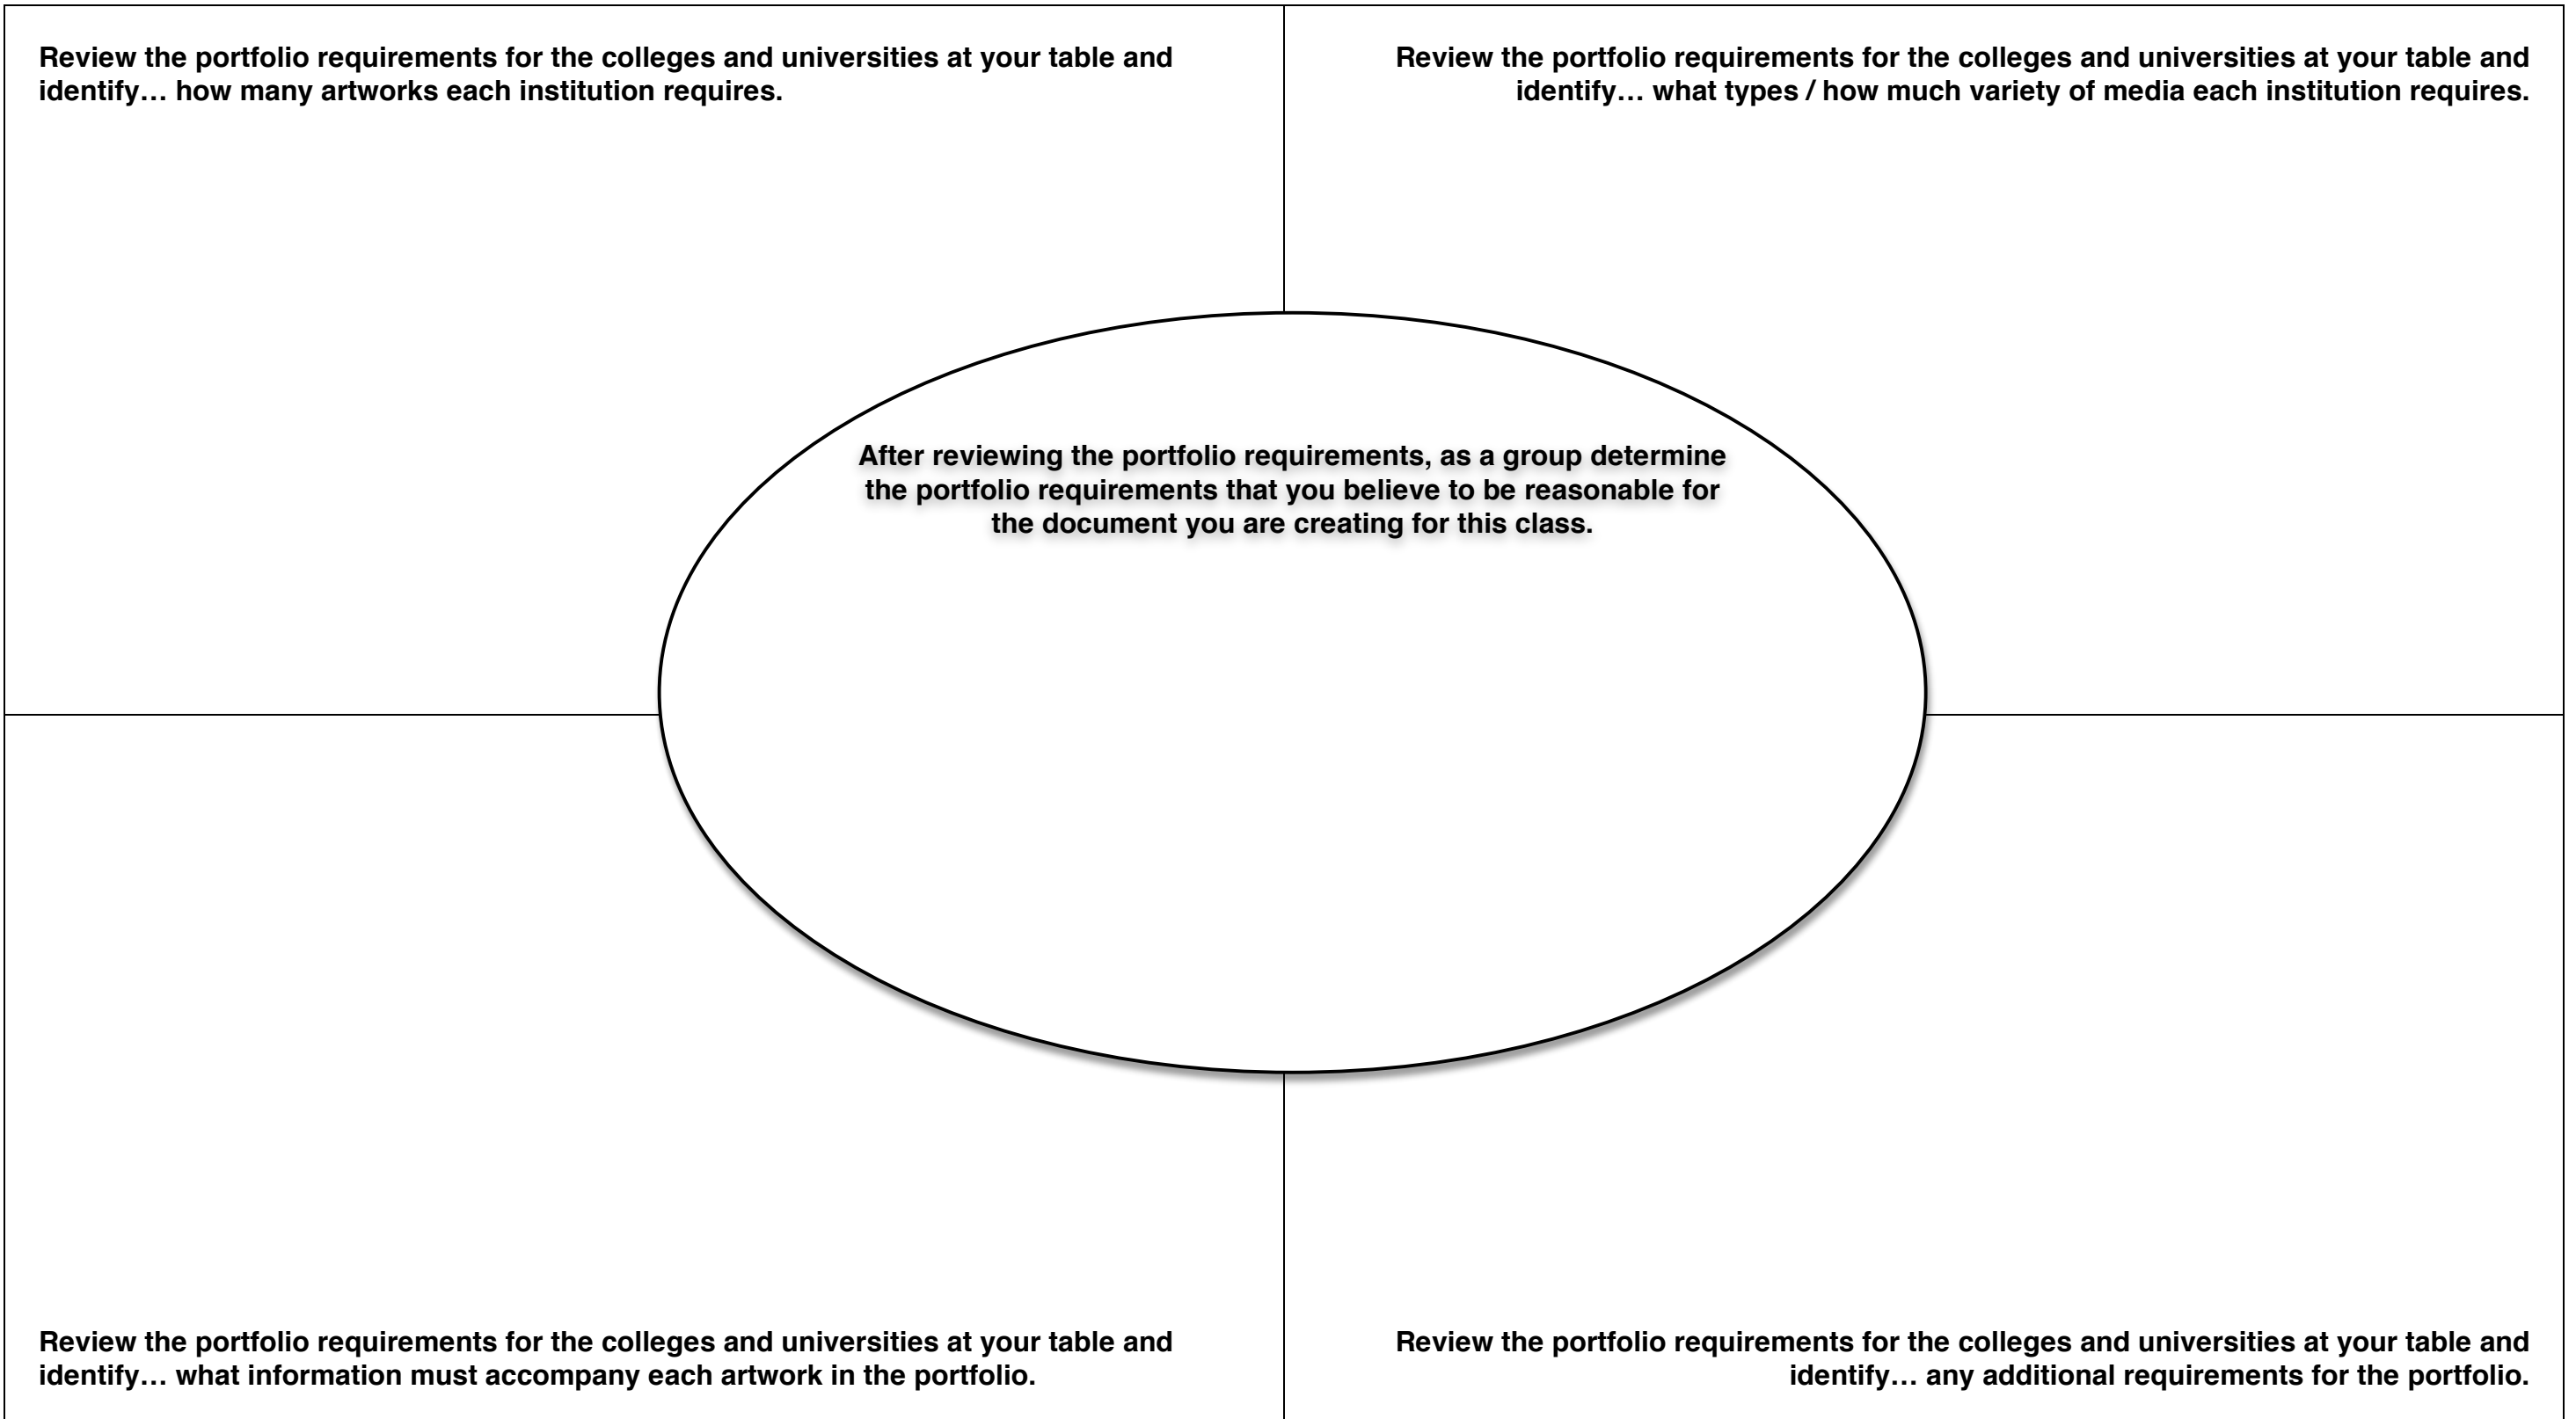 Review the portfolio requirements for the colleges and universities at your table and
identify… how many artworks each institution requires.
Review the portfolio requirements for the colleges and universities at your table and
identify… what types / how much variety of media each institution requires.
After reviewing the portfolio requirements, as a group determine
the portfolio requirements that you believe to be reasonable for
the document you are creating for this class.
Review the portfolio requirements for the colleges and universities at your table and
identify… what information must accompany each artwork in the portfolio.
Review the portfolio requirements for the colleges and universities at your table and
identify… any additional requirements for the portfolio.